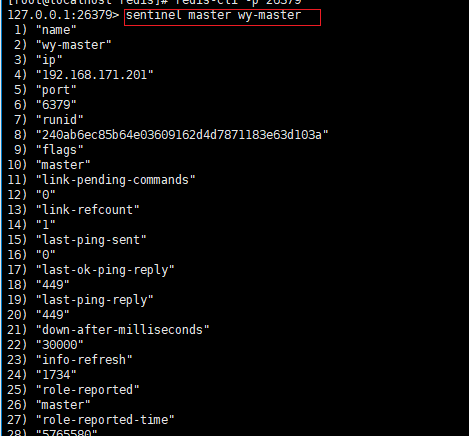 [root@localhost redis]# redis-cli -p 26379
127.0.0.1:26379> sentinel master wy-master
1) "name"
2) "wy-master"
3) "ip"
4) "192.168.171.201"
5) "port"
6) "6379"
7) "runid"
8) "240ab6ec85b64e03609162d4d7871183e63d103a"
9) "flags"
10) "master"
11) "link-pending-commands"
12) "0"
13) "link-refcount"
14) "1"
15) "last-ping-sent"
16) "0"
17) "last-ok-ping-reply"
18) "449"
19) "last-ping-reply"
20) "449"
21) "down-after-milliseconds"
22) "30000"
23) "info-refresh"
24) "1734"
25) "role-reported"
26) "master"
27) "role-reported-time"
28) "5765580"